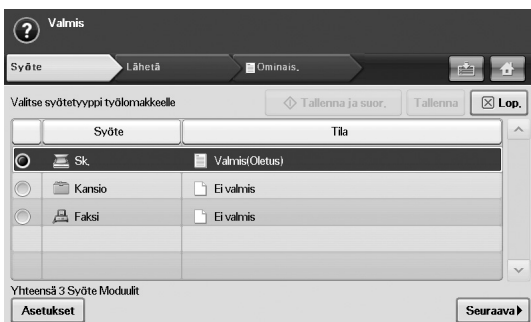 Valmis
Syöte Lähetä Ominais.
Valitse syötetyyppi työlomakkeelle Tallenna ja suor. Tallenna Lop.
Syöte Tila
Sk. Valmis(Oletus)
Kansio Ei valmis
Faksi Ei valmis
Yhteensä 3 Syöte Moduulit
Asetukset Seuraava